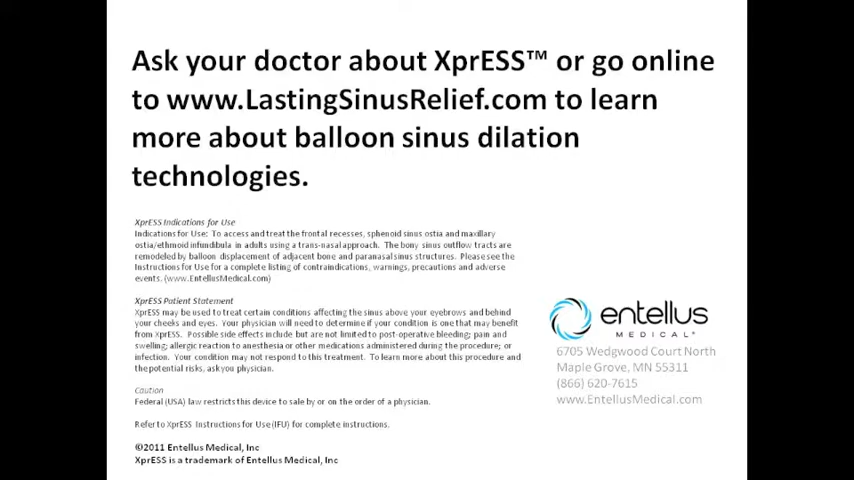 Ask your doctor about XprESS™ or go online
to www.LastingSinusRelief.com to learn
more about balloon sinus dilation
technologies.
XprESS Indications for Use
Indications for Use: To access and treat the frontal recesses, sphenoid sinus ostia and maxillary
ostia/ethmoid infundibula in adults using a trans-nasal approach. The bony sinus outflow tracts are
remodeled by balloon displacement of adjacent bone and paranasal sinus structures. Please see the
Instructions for Use for a complete listing of contraindications, warnings, precautions and adverse
events. (www.EntellusMedical.com)
XprESS Patient Statement
XprESS may be used to treat certain conditions affecting the sinus above your eyebrows and behind
your cheeks and eyes. Your physician will need to determine if your condition is one that may benefit
from XprESS. Possible side effects include but are not limited to post-operative bleeding; pain and
swelling; allergic reaction to anesthesia or other medications administered during the procedure; or
infection. Your condition may not respond to this treatment. To learn more about this procedure and
the potential risks, ask you physician.
Caution
Federal (USA) law restricts this device to sale by or on the order of a physician.
Refer to XprESS Instructions for Use (IFU) for complete instructions.
©2011 Entellus Medical, Inc
XprESS is a trademark of Entellus Medical, Inc
entellus
MEDICAL®
6705 Wedgwood Court North
Maple Grove, MN 55311
(866) 620-7615
www.EntellusMedical.com